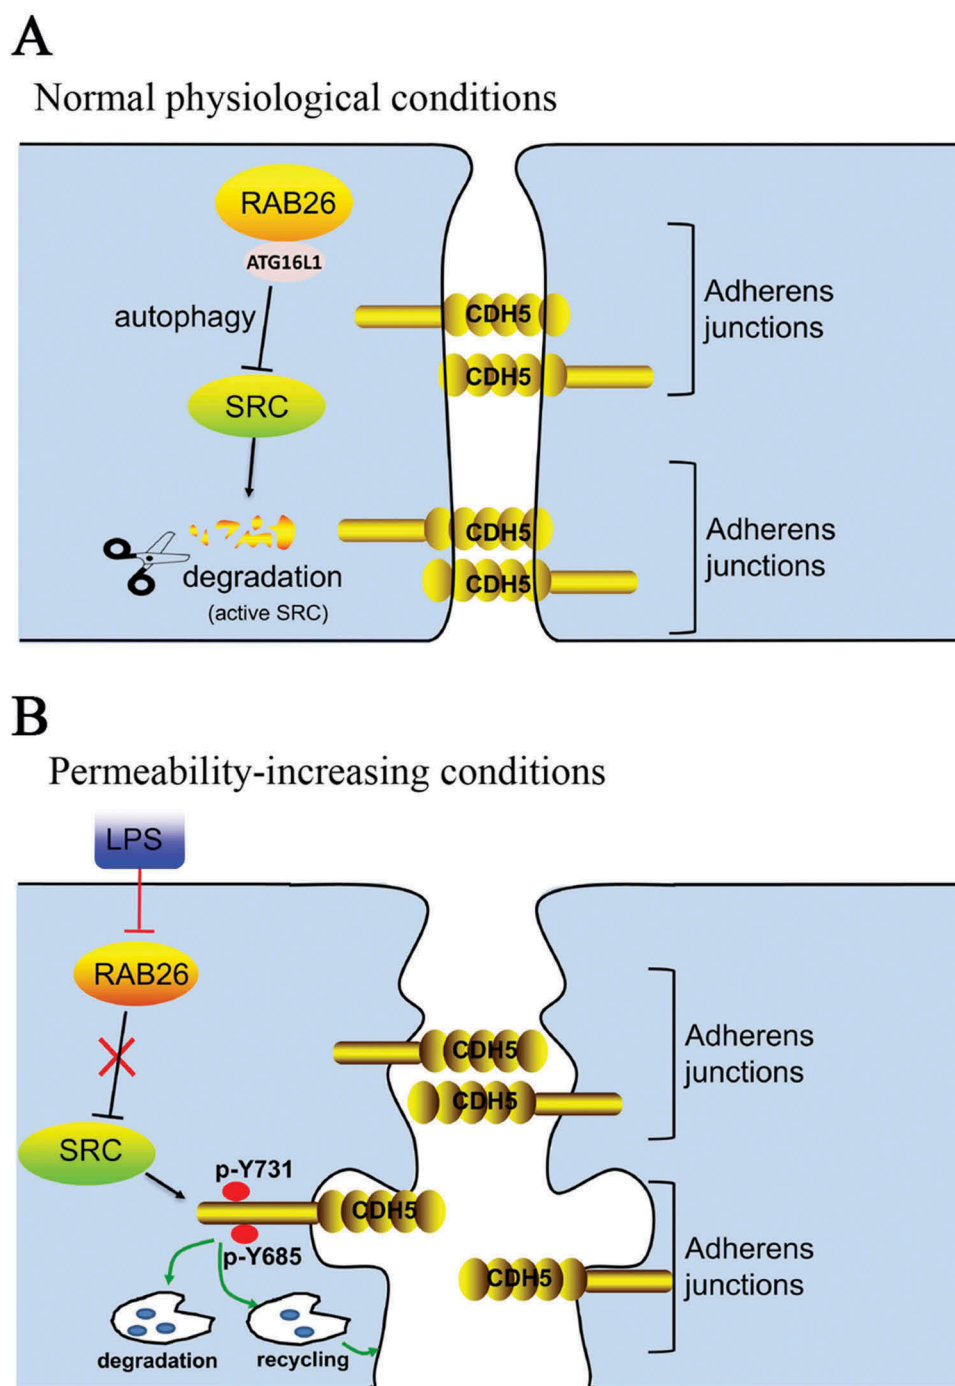 A
Normal physiological conditions
RAB26
ATG16L1
autophagy
SRC
degradation
(active SRC)
CDH5
CDH5
CDH5
CDH5
Adherens
junctions
Adherens
junctions
B
Permeability-increasing conditions
LPS
RAB26
SRC
p-Y731
p-Y685
degradation
recycling
CDH5
CDH5
CDH5
CDH5
Adherens
junctions
Adherens
junctions